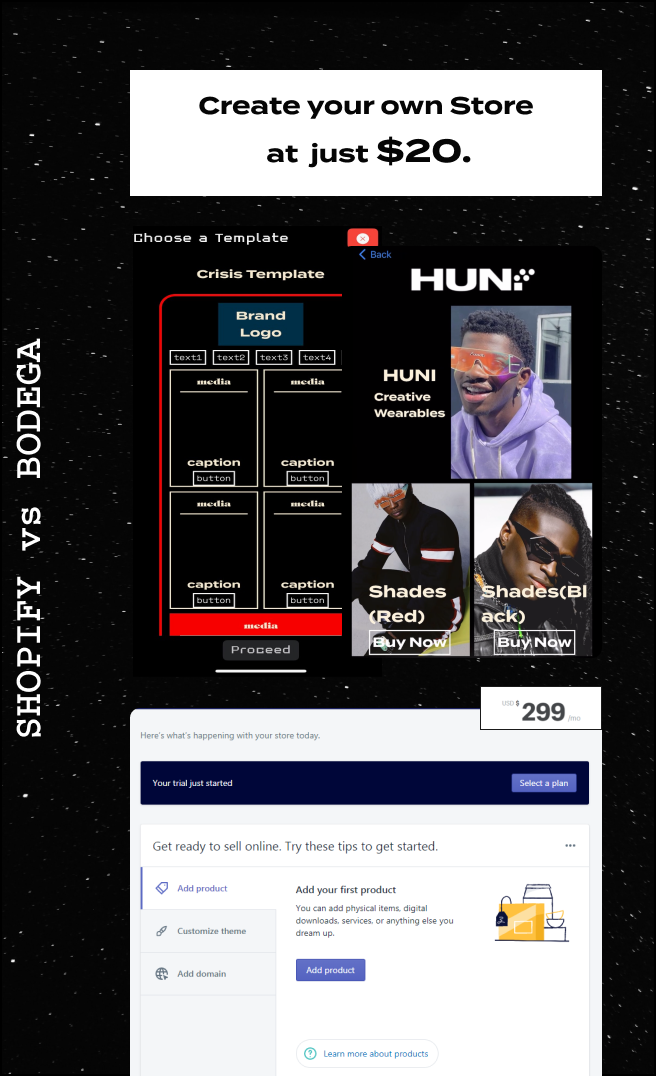 Create your own Store
at just $20.
SHOPIFY vs BODEGA
Choose a Template
Crisis Template
Brand
Logo
text1 text2 text3 text4
media media
caption caption
button button
media media
caption caption
button button
media
Proceed
Back
HUNI
HUNI
Creative
Wearables
Shades
(Red)
Buy Now
Shades(Bl
ack)
Buy Now
USD $ 299 /mo
Here's what's happening with your store today.
Your trial just started
Select a plan
Get ready to sell online. Try these tips to get started.
Add product
Customize theme
Add domain
Add your first product
You can add physical items, digital
downloads, services, or anything else you
dream up.
Add product
Learn more about products